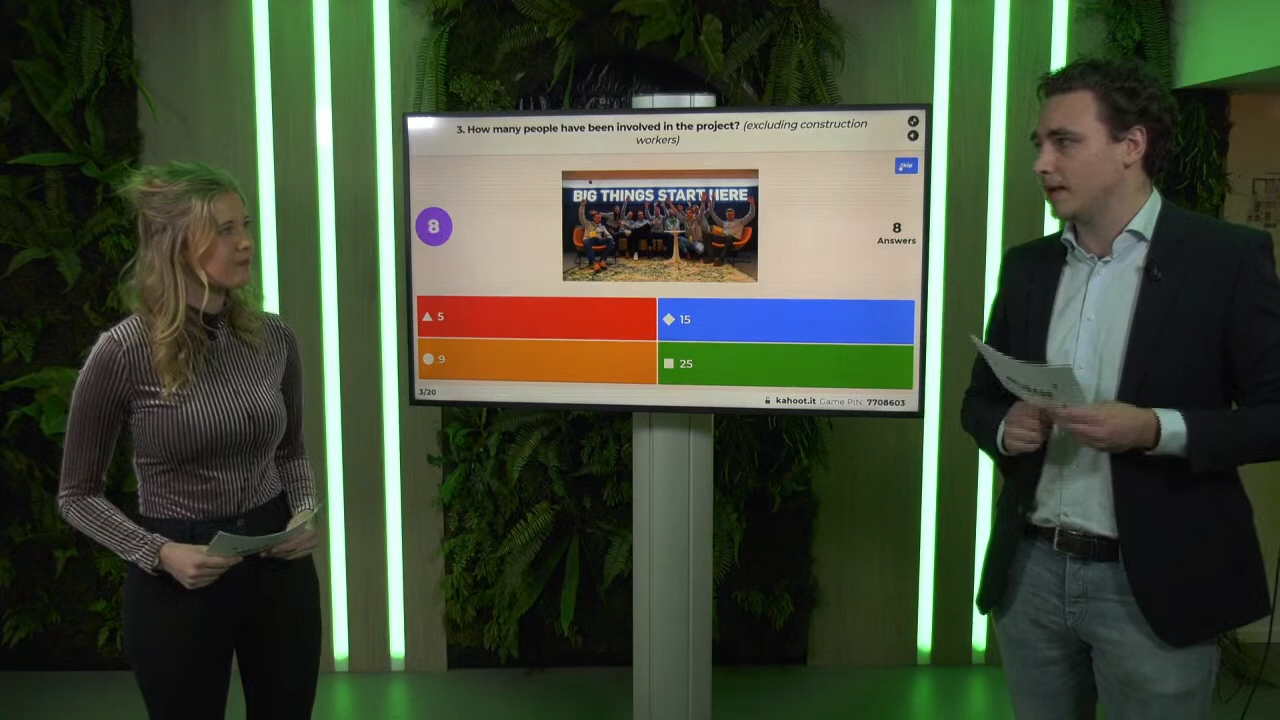 3. How many people have been involved in the project? (excluding construction
workers)
Skip
BIG THINGS START HERE
8
8
Answers
5
15
9
25
3/20
kahoot.it Game PIN: 7708603